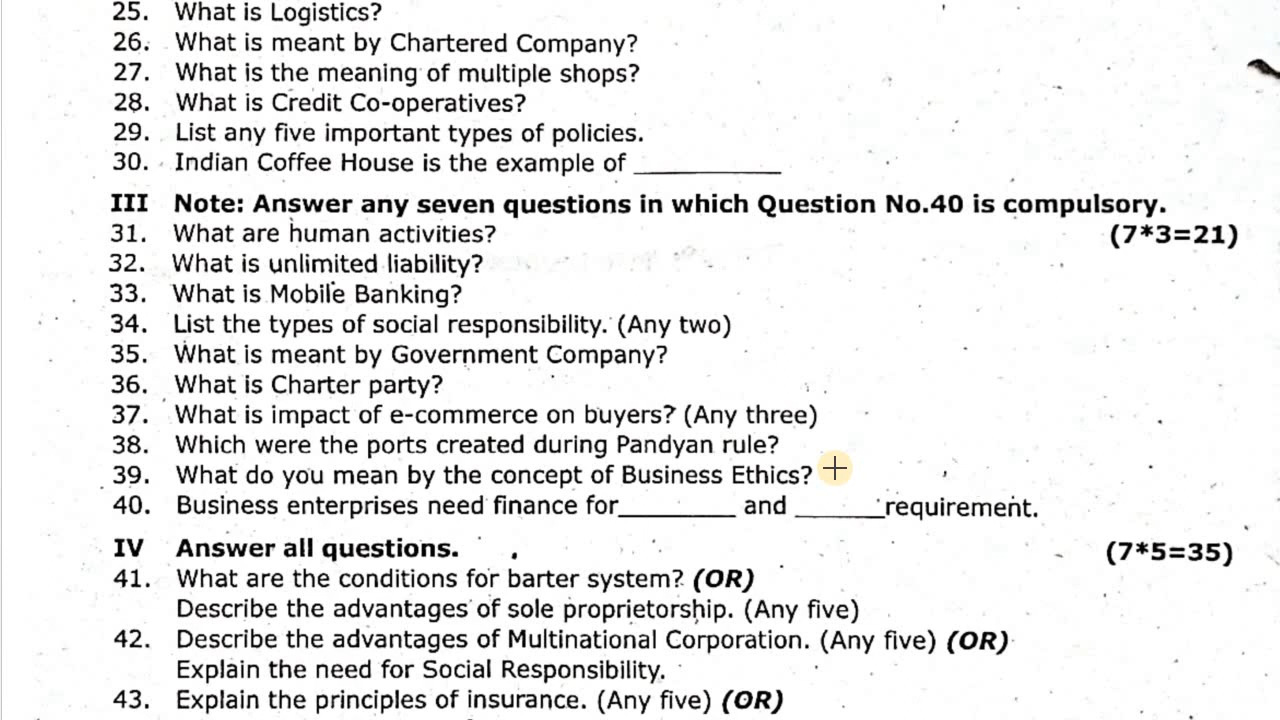 25. What is Logistics?
26. What is meant by Chartered Company?
27. What is the meaning of multiple shops?
28. What is Credit Co-operatives?
29. List any five important types of policies.
30. Indian Coffee House is the example of ___________
III Note: Answer any seven questions in which Question No.40 is compulsory.
31. What are human activities? (7*3=21)
32. What is unlimited liability?
33. What is Mobile Banking?
34. List the types of social responsibility. (Any two)
35. What is meant by Government Company?
36. What is Charter party?
37. What is impact of e-commerce on buyers? (Any three)
38. Which were the ports created during Pandyan rule?
39. What do you mean by the concept of Business Ethics?
40. Business enterprises need finance for_________ and _______requirement.
IV Answer all questions. (7*5=35)
41. What are the conditions for barter system? (OR)
Describe the advantages of sole proprietorship. (Any five)
42. Describe the advantages of Multinational Corporation. (Any five) (OR)
Explain the need for Social Responsibility.
43. Explain the principles of insurance. (Any five) (OR)